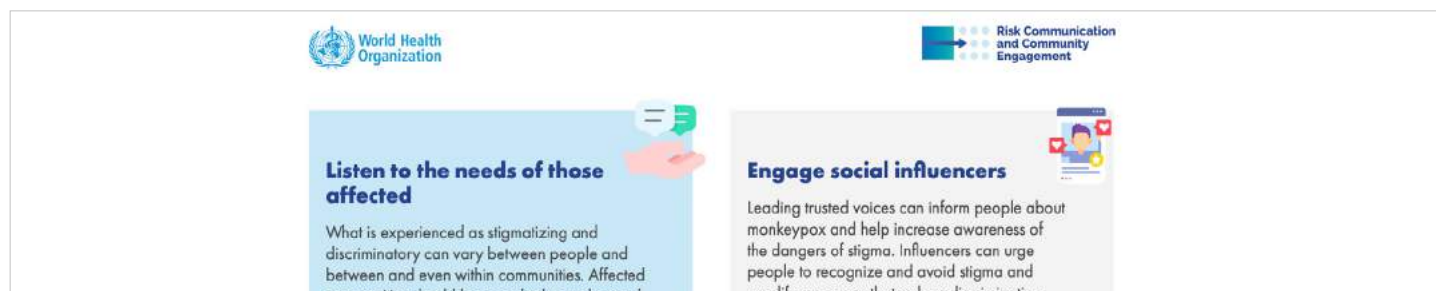 World Health
Organization
Risk Communication
and Community
Engagement
Listen to the needs of those
affected
What is experienced as stigmatizing and
discriminatory can vary between people and
between and even within communities. Affected
Engage social influencers
Leading trusted voices can inform people about
monkeypox and help increase awareness of
the dangers of stigma. Influencers can urge
people to recognize and avoid stigma and